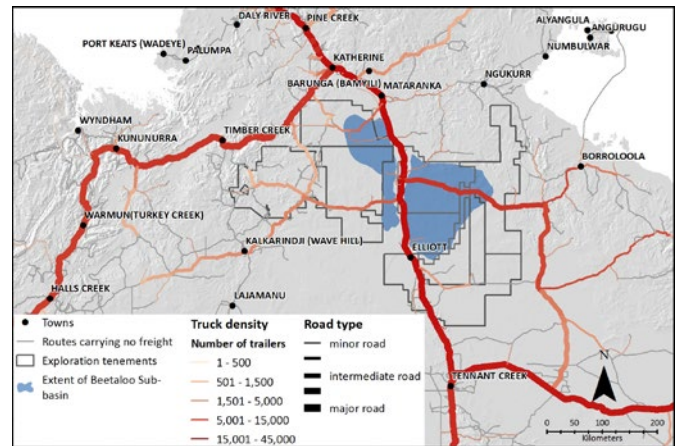 DALY RIVER
PINE CREEK
ALYANGULA
ANGURUGU
PORT KEATS (WADEYE)
PALUMPA
KATHERINE
NUMBULWAR
BARUNGA (BAMYILI)
MATARANKA
NGUKURR
WYNDHAM
KUNUNURRA
TIMBER CREEK
BORROLOOLA
WARMUN(TURKEY CREEK)
KALKARINDJI (WAVE HILL)
ELLIOTT
HALLS CREEK
LAJAMANU
Towns
Routes carrying no freight
Exploration tenements
Extent of Beetaloo Sub-
basin
Truck density
Number of trailers
1 - 500
501 - 1,500
1,501 - 5,000
5,001 - 15,000
15,001 - 45,000
Road type
minor road
intermediate road
major road
TENNANT CREEK
N
0 50 100 150 200
Kilometers